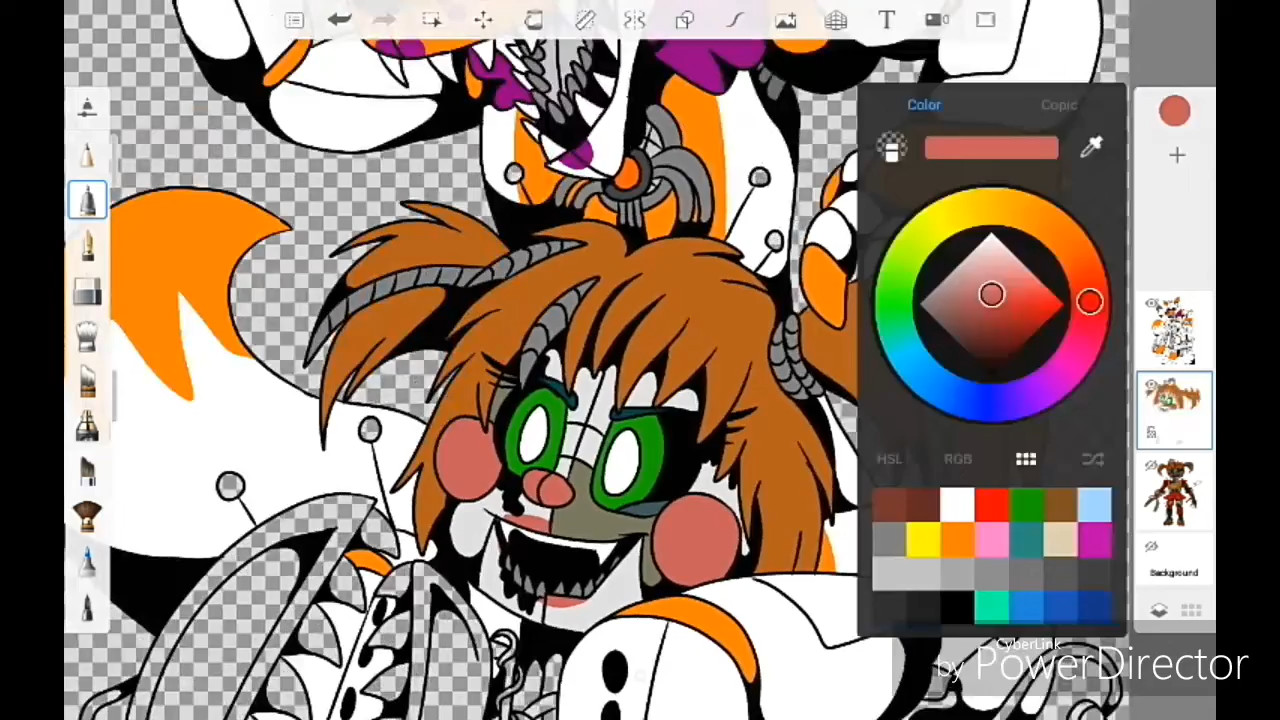 T
Color
Copic
HSL
RGB
Background
CyberLink
by PowerDirector